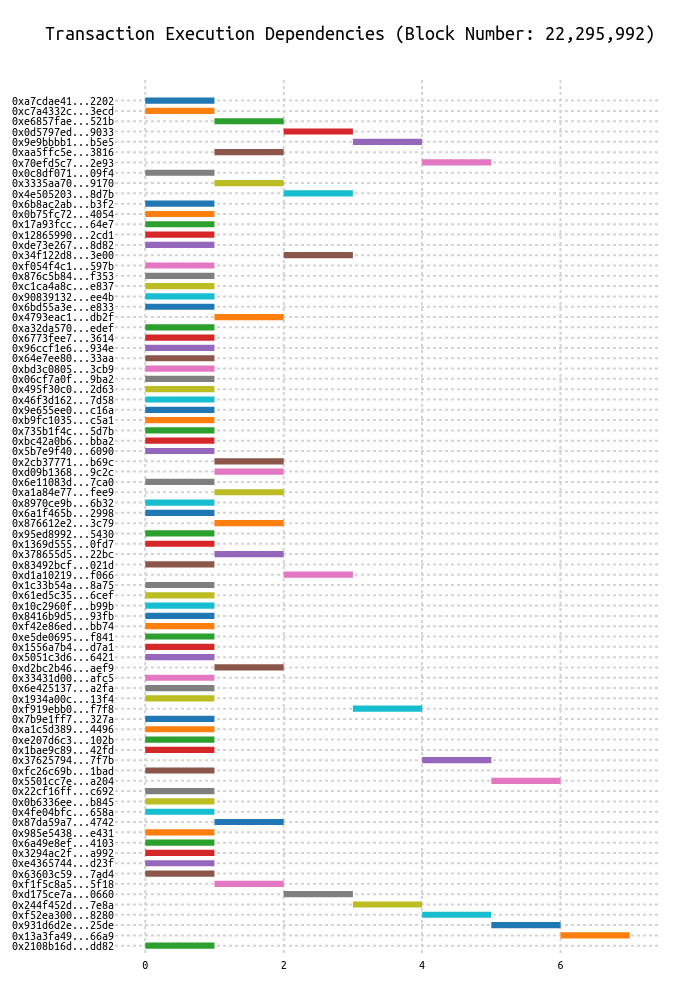 Transaction Execution Dependencies (Block Number: 22,295,992)
0xa7cdae41...2202
0xc7a4332c...3ecd
0xe6857fae...521b
0x0d5797ed...9033
0x9e9bbbb1...b5e5
0xaa5ffc5e...3816
0x70efd5c7...2e93
0x0c8df071...09f4
0x3335aa70...9170
0x4e505203...8d7b
0x6b8ac2ab...b3f2
0x0b75fc72...4054
0x17a93fcc...64e7
0x12865990...2cd1
0xde73e267...8d82
0x34f122d8...3e00
0xf054f4c1...597b
0x876c5b84...f353
0xc1ca4a8c...e837
0x90839132...ee4b
0x6bd55a3e...e833
0x4793eac1...db2f
0xa32da570...edef
0x6773fee7...3614
0x96ccf1e6...934e
0x64e7ee80...33aa
0xbd3c0805...3cb9
0x06cf7a0f...9ba2
0x495f30c0...2d63
0x46f3d162...7d58
0x9e655ee0...c16a
0xb9fc1035...c5a1
0x735b1f4c...5d7b
0xbc42a0b6...bba2
0x5b7e9f40...6090
0x2cb37771...b69c
0xd09b1368...9c2c
0x6e11083d...7ca0
0xa1a84e77...fee9
0x8970ce9b...6b32
0x6a1f465b...2998
0x876612e2...3c79
0x95ed8992...5430
0x1369d555...0fd7
0x378655d5...22bc
0x83492bcf...021d
0xd1a10219...f066
0x1c33b54a...8a75
0x61ed5c35...6cef
0x10c2960f...b99b
0x8416b9d5...93fb
0xf42e86ed...bb74
0xe5de0695...f841
0x1556a7b4...d7a1
0x5051c3d6...6421
0xd2bc2b46...aef9
0x33431d00...afc5
0x6e425137...a2fa
0x1934a00c...13f4
0xf919ebb0...f7f8
0x7b9e1ff7...327a
0xa1c5d389...4496
0xe207d6c3...102b
0x1bae9c89...42fd
0x37625794...7f7b
0xfc26c69b...1bad
0x5501cc7e...a204
0x22cf16ff...c692
0x0b6336ee...b845
0x4fe04bfc...658a
0x87da59a7...4742
0x985e5438...e431
0x6a49e8ef...4103
0x3294ac2f...a992
0xe4365744...d23f
0x63603c59...7ad4
0xf1f5c8a5...5f18
0xd175ce7a...0660
0x244f452d...7e8a
0xf52ea300...8280
0x931d6d2e...25de
0x13a3fa49...66a9
0x2108b16d...dd82
0 2 4 6